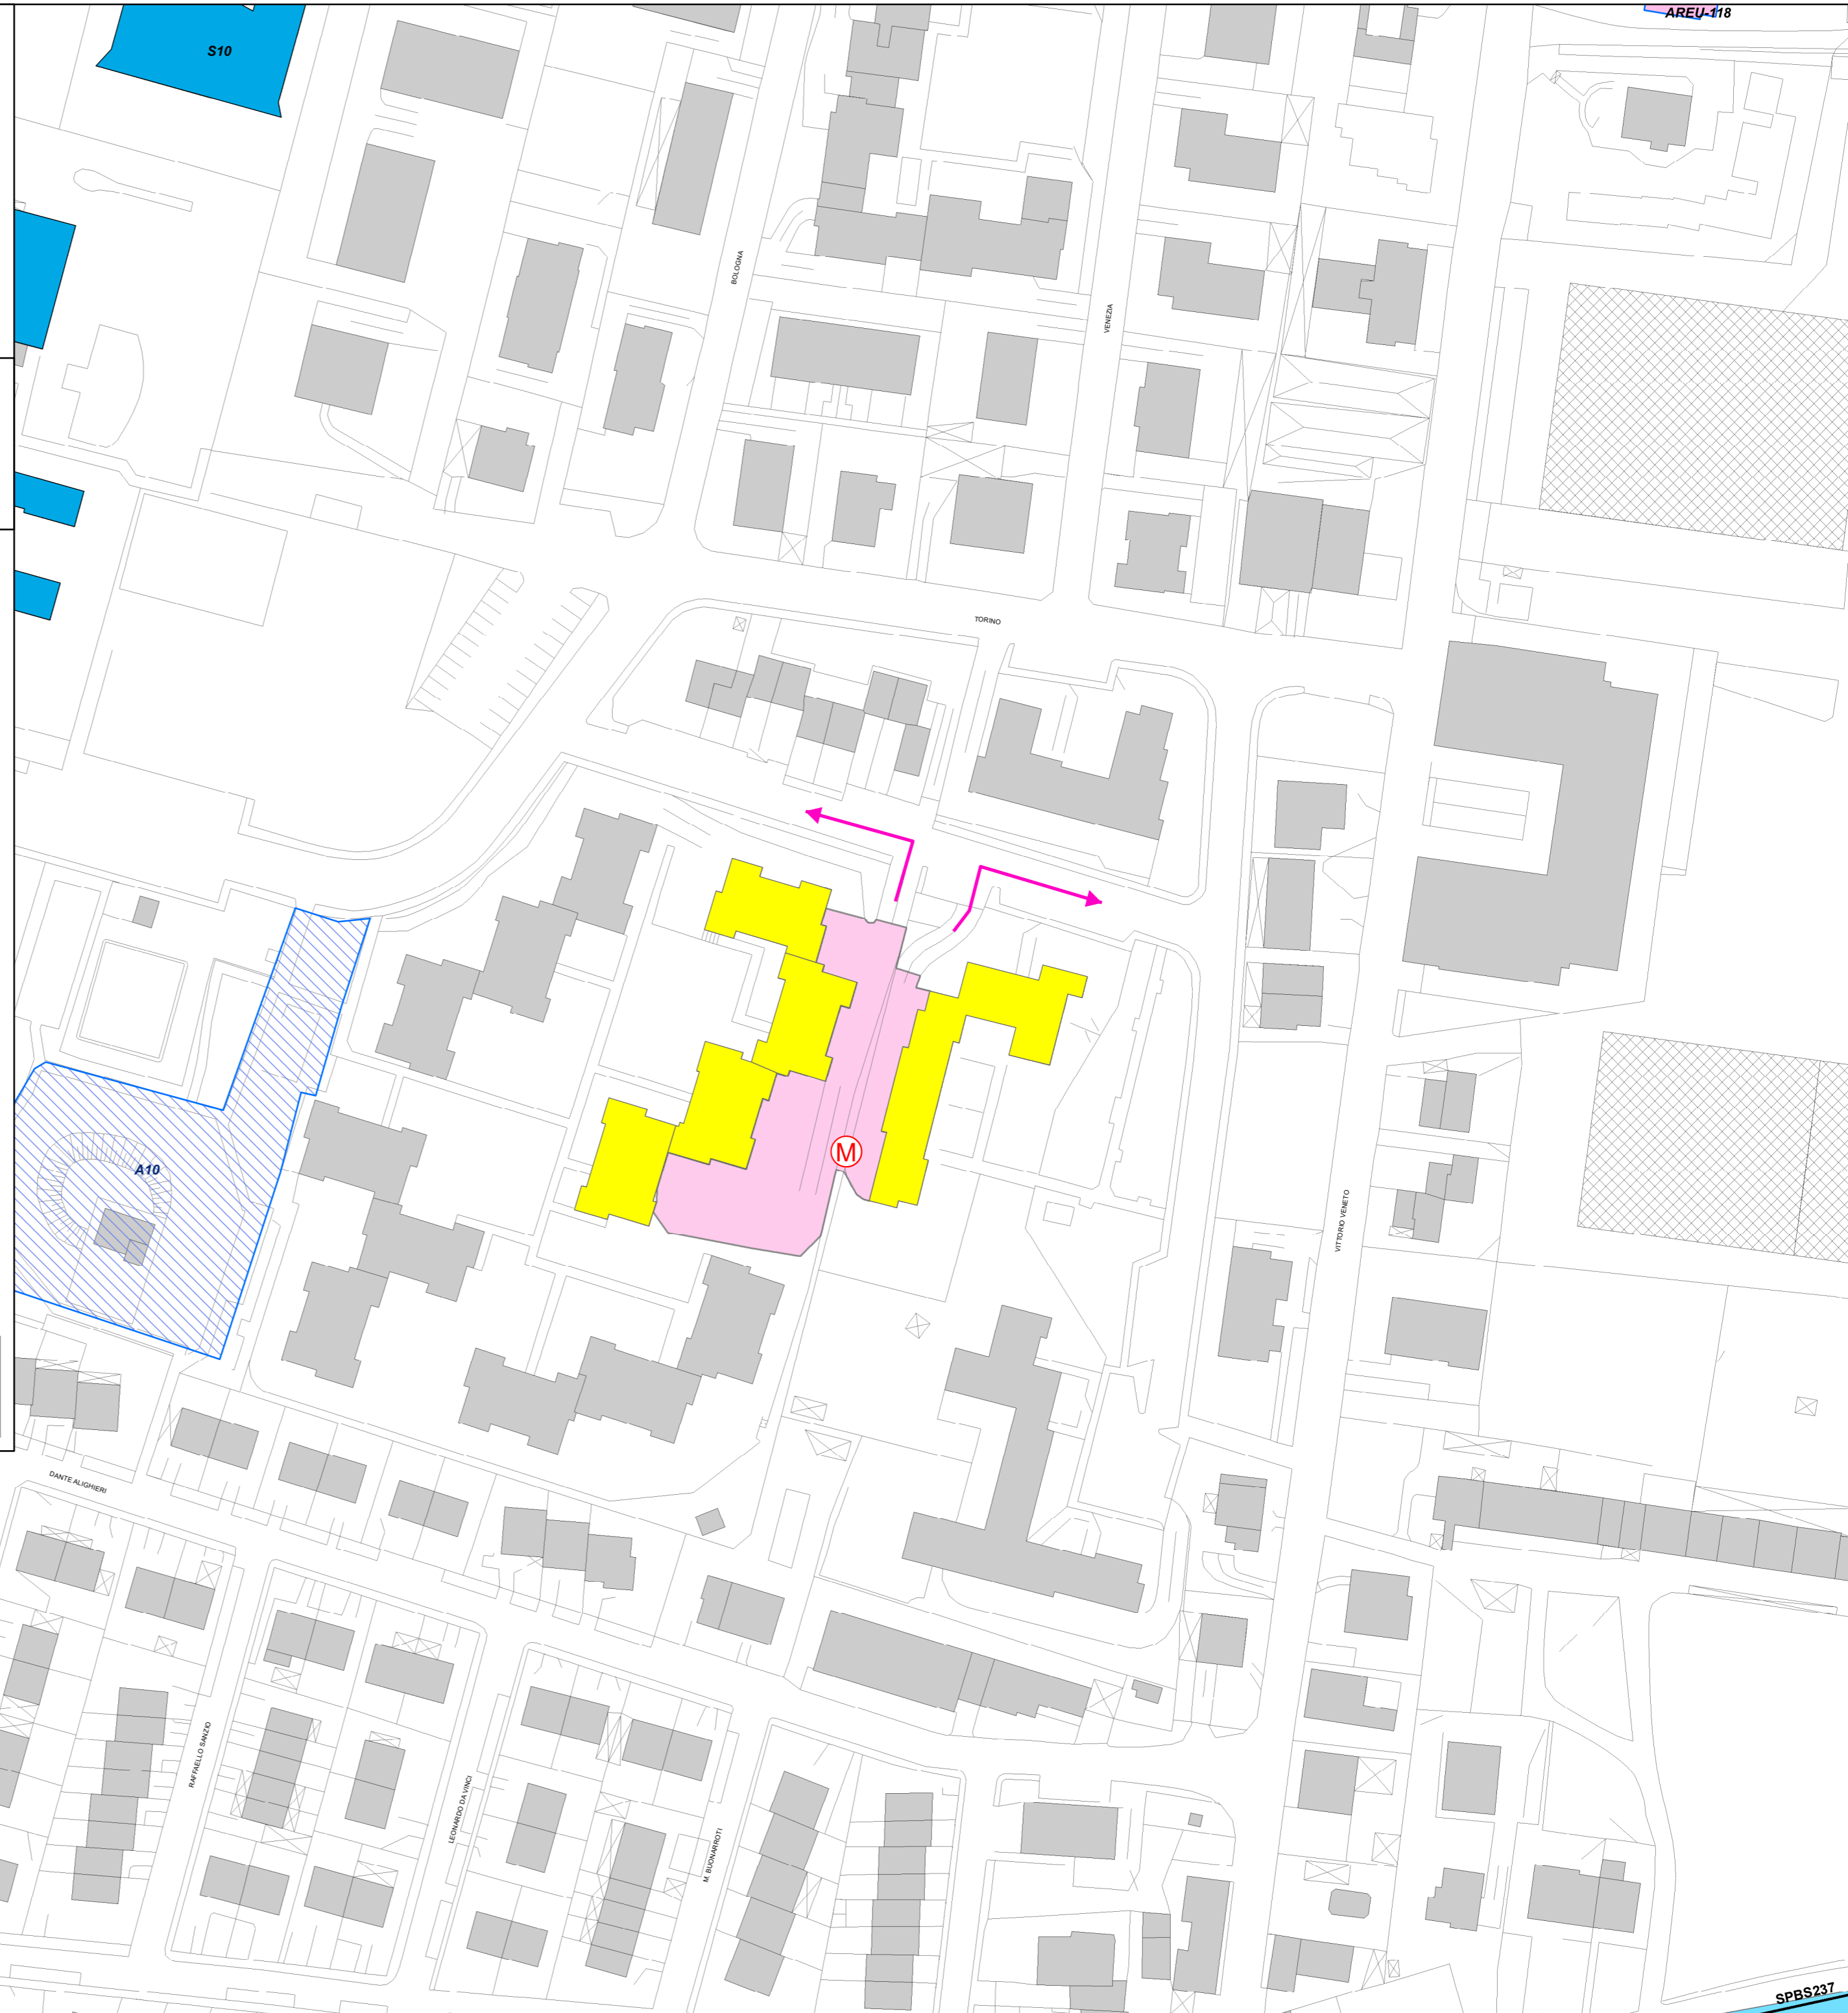 AREU-118
S10
BOLOGNA
VENEZIA
TORINO
M
A10
VITTORIO VENETO
DANTE ALIGHIERI
RAFFAELLO SANZIO
LEONARDO DA VINCI
M. BUONARROTI
SPBS237